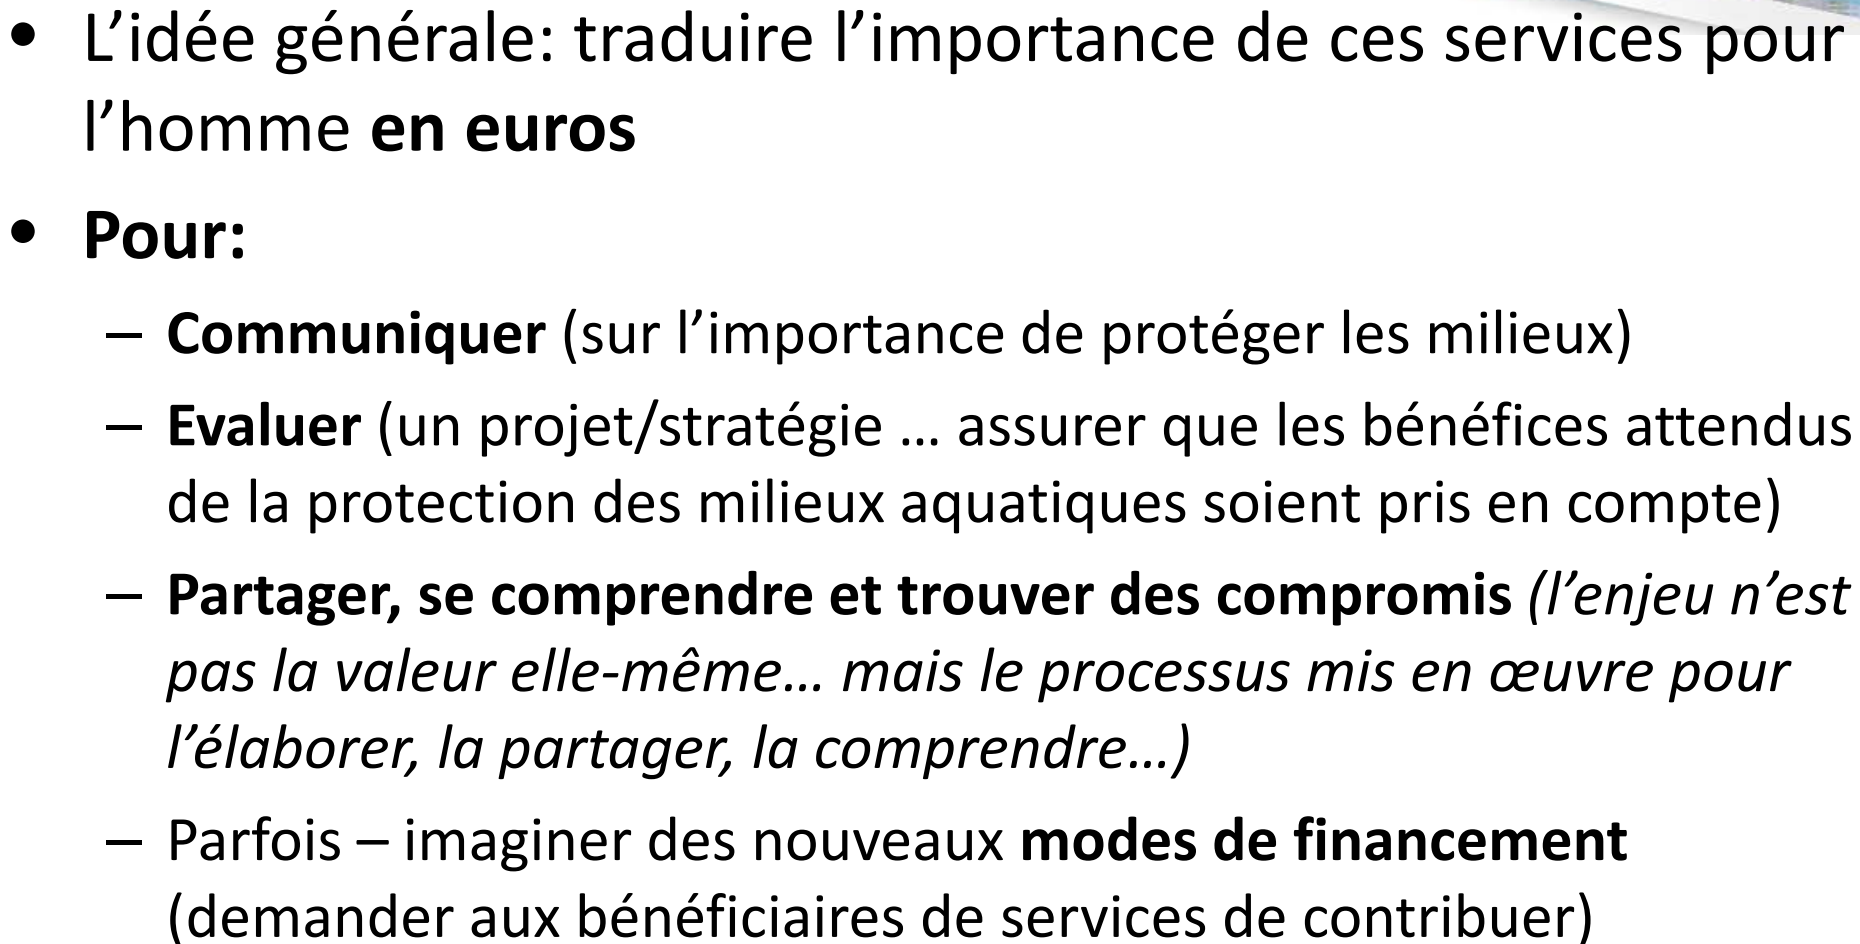 • L’idée générale: traduire l’importance de ces services pour
l’homme en euros
• Pour:
– Communiquer (sur l’importance de protéger les milieux)
– Evaluer (un projet/stratégie … assurer que les bénéfices attendus
de la protection des milieux aquatiques soient pris en compte)
– Partager, se comprendre et trouver des compromis (l’enjeu n’est
pas la valeur elle-même… mais le processus mis en œuvre pour
l’élaborer, la partager, la comprendre…)
– Parfois – imaginer des nouveaux modes de financement
(demander aux bénéficiaires de services de contribuer)